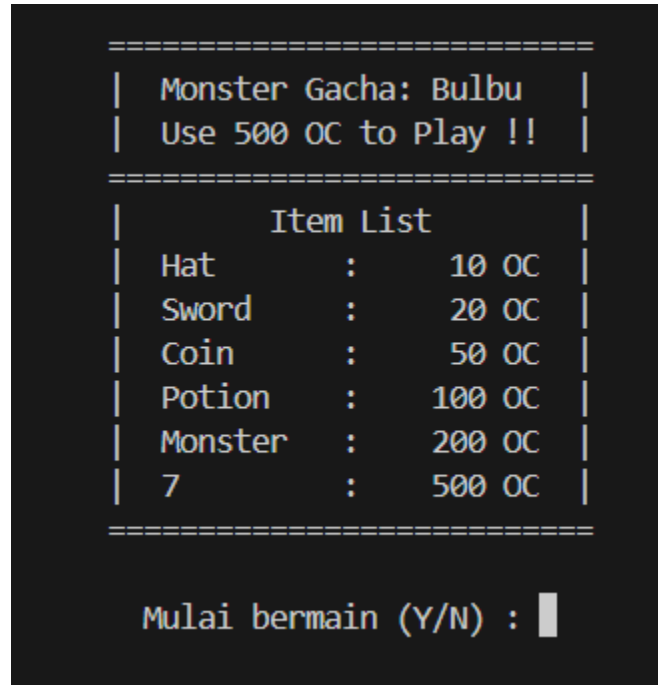 ===========================
| Monster Gacha: Bulbu |
| Use 500 OC to Play !! |
===========================
| Item List |
| Hat : 10 OC |
| Sword : 20 OC |
| Coin : 50 OC |
| Potion : 100 OC |
| Monster : 200 OC |
| 7 : 500 OC |
===========================
Mulai bermain (Y/N) :